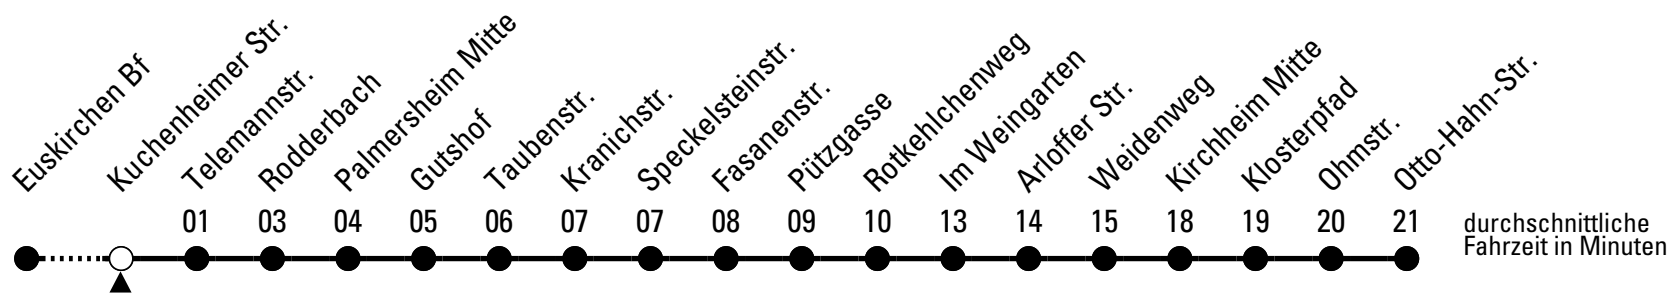 Euskirchen Bf
Kuchenheimer Str.
Telemannstr.
Rodderbach
Palmersheim Mitte
Gutshof
Taubenstr.
Kranichstr.
Speckelsteinstr.
Fasanenstr.
Pützgasse
Rotkehlchenweg
Im Weingarten
Arloffer Str.
Weidenweg
Kirchheim Mitte
Klosterpfad
Ohmstr.
Otto-Hahn-Str.
01 03 04 05 06 07 07 08 09 10 13 14 15 18 19 20 21
durchschnittliche
Fahrzeit in Minuten